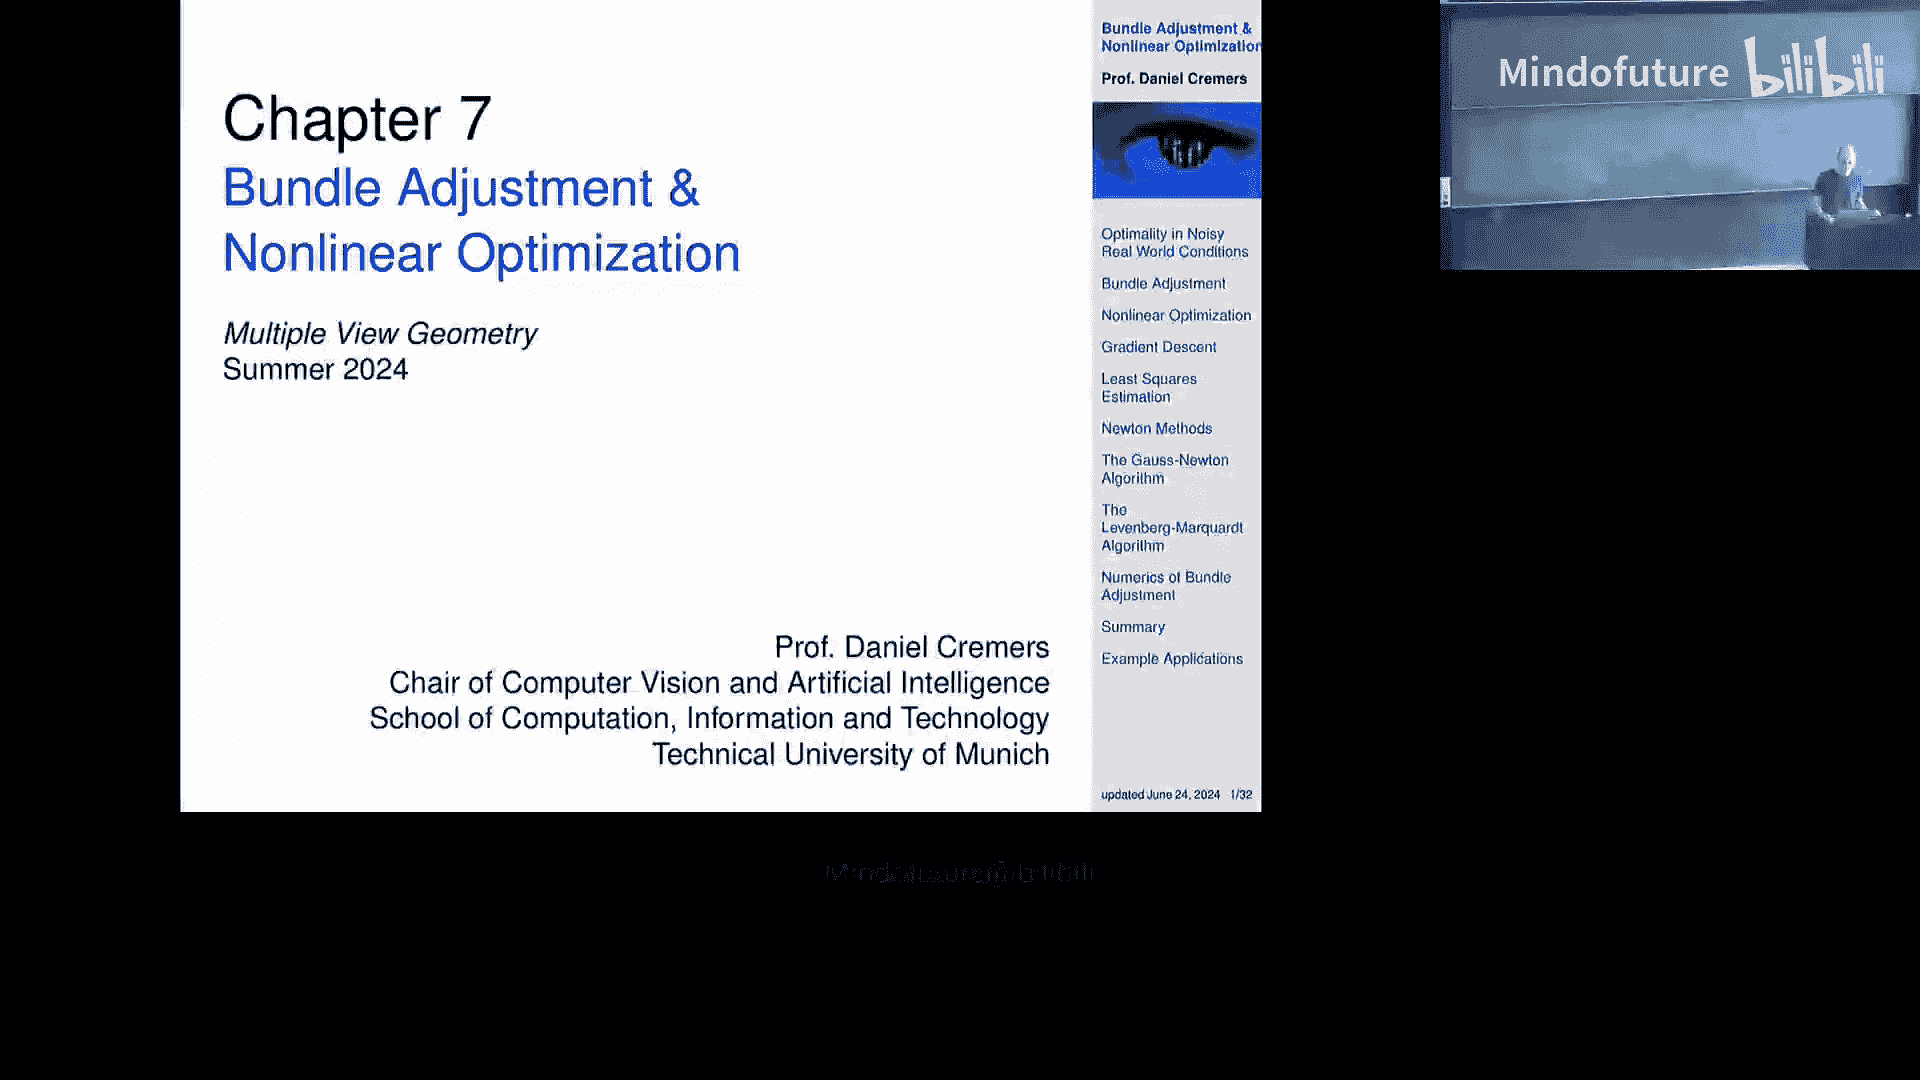 Chapter 7
Bundle Adjustment &
Nonlinear Optimization
Multiple View Geometry
Summer 2024
Prof. Daniel Cremers
Chair of Computer Vision and Artificial Intelligence
School of Computation, Information and Technology
Technical University of Munich
Bundle Adjustment &
Nonlinear Optimization
Prof. Daniel Cremers
Optimality in Noisy
Real World Conditions
Bundle Adjustment
Nonlinear Optimization
Gradient Descent
Least Squares
Estimation
Newton Methods
The Gauss-Newton
Algorithm
The
Levenberg-Marquardt
Algorithm
Numerics of Bundle
Adjustment
Summary
Example Applications
updated June 24, 2024 1/32
Mindofuture bilibili